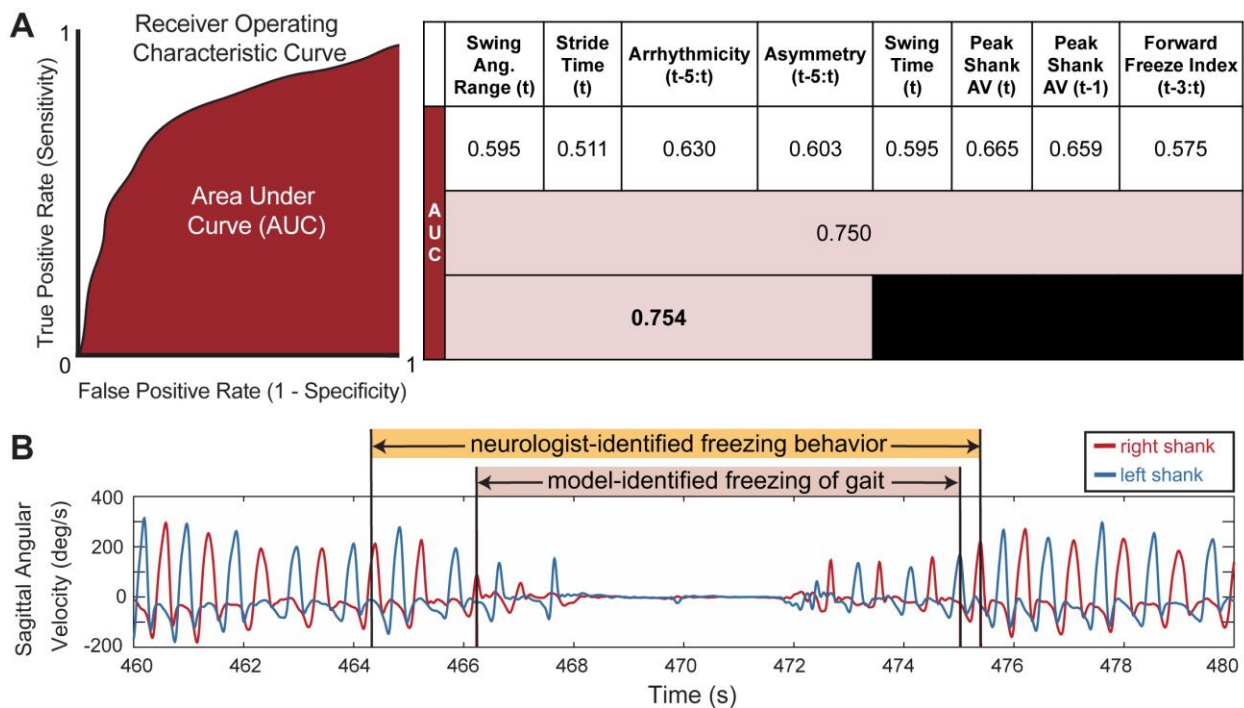 A
Receiver Operating
Characteristic Curve
1
True Positive Rate (Sensitivity)
Area Under
Curve (AUC)
0
1
False Positive Rate (1 - Specificity)
Swing Ang. Range (t)
Stride Time (t)
Arrhythmicity (t-5:t)
Asymmetry (t-5:t)
Swing Time (t)
Peak Shank AV (t)
Peak Shank AV (t-1)
Forward Freeze Index (t-3:t)
AUC
0.595 0.511 0.630 0.603 0.595 0.665 0.659 0.575
0.750
0.754
B
neurologist-identified freezing behavior
model-identified freezing of gait
right shank
left shank
Sagittal Angular
Velocity (deg/s)
400
200
0
-200
460 462 464 466 468 470 472 474 476 478 480
Time (s)